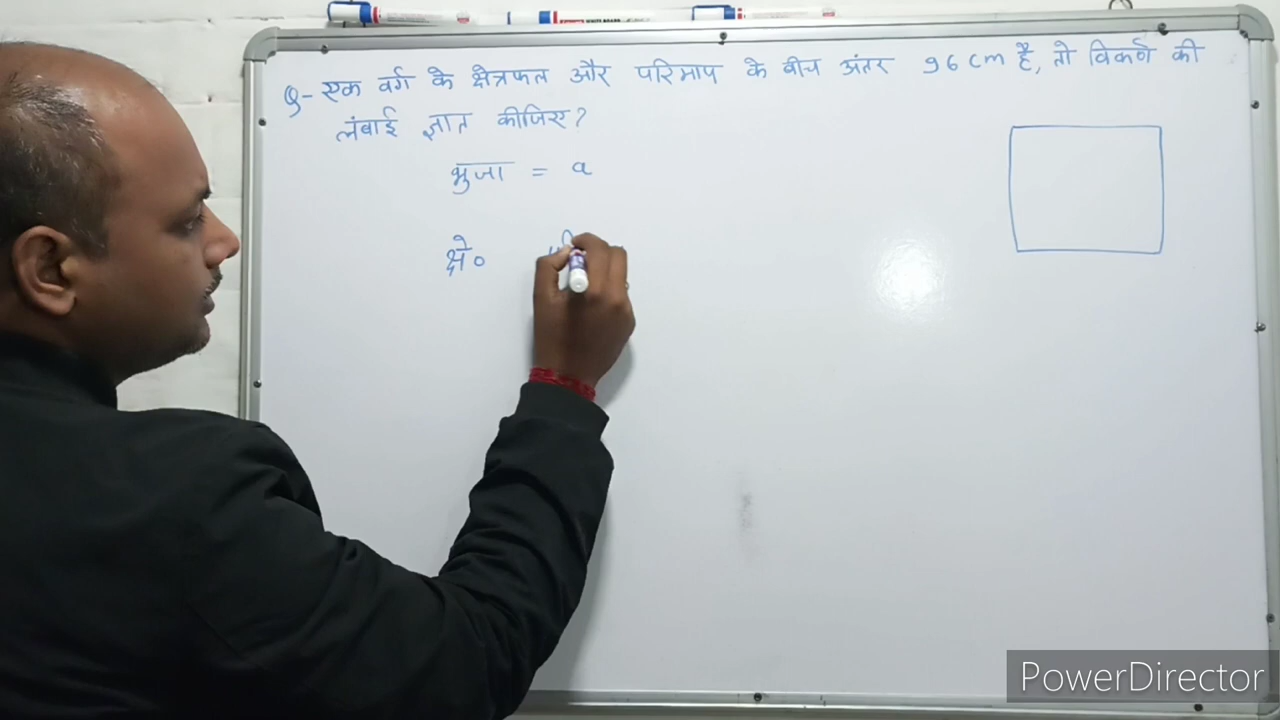 Q- एक वर्ग के क्षेत्रफल और परिमाप के बीच अंतर 96 cm है, तो विकर्ण की
लंबाई ज्ञात कीजिए?
भुजा = a
क्षे०
PowerDirector